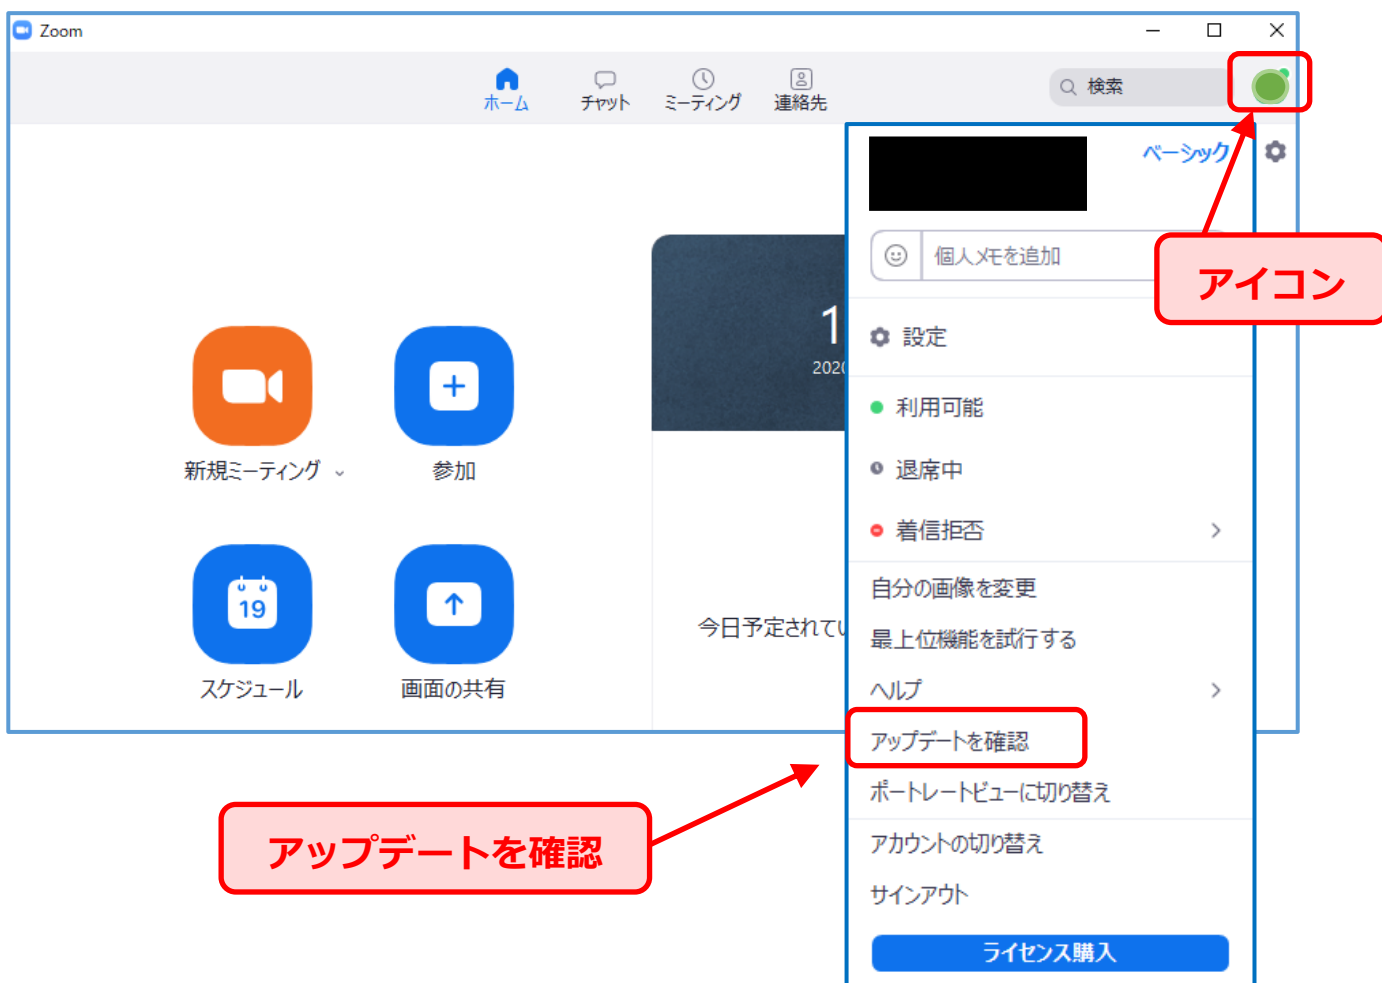 Zoom
ホーム
チャット
ミーティング
連絡先
検索
ベーシック
個人メモを追加
アイコン
設定
利用可能
退席中
着信拒否
自分の画像を変更
最上位機能を試行する
ヘルプ
アップデートを確認
ポートレートビューに切り替え
アカウントの切り替え
サインアウト
ライセンス購入
1
2020
今日予定されてい
新規ミーティング
参加
19
スケジュール
画面の共有
アップデートを確認